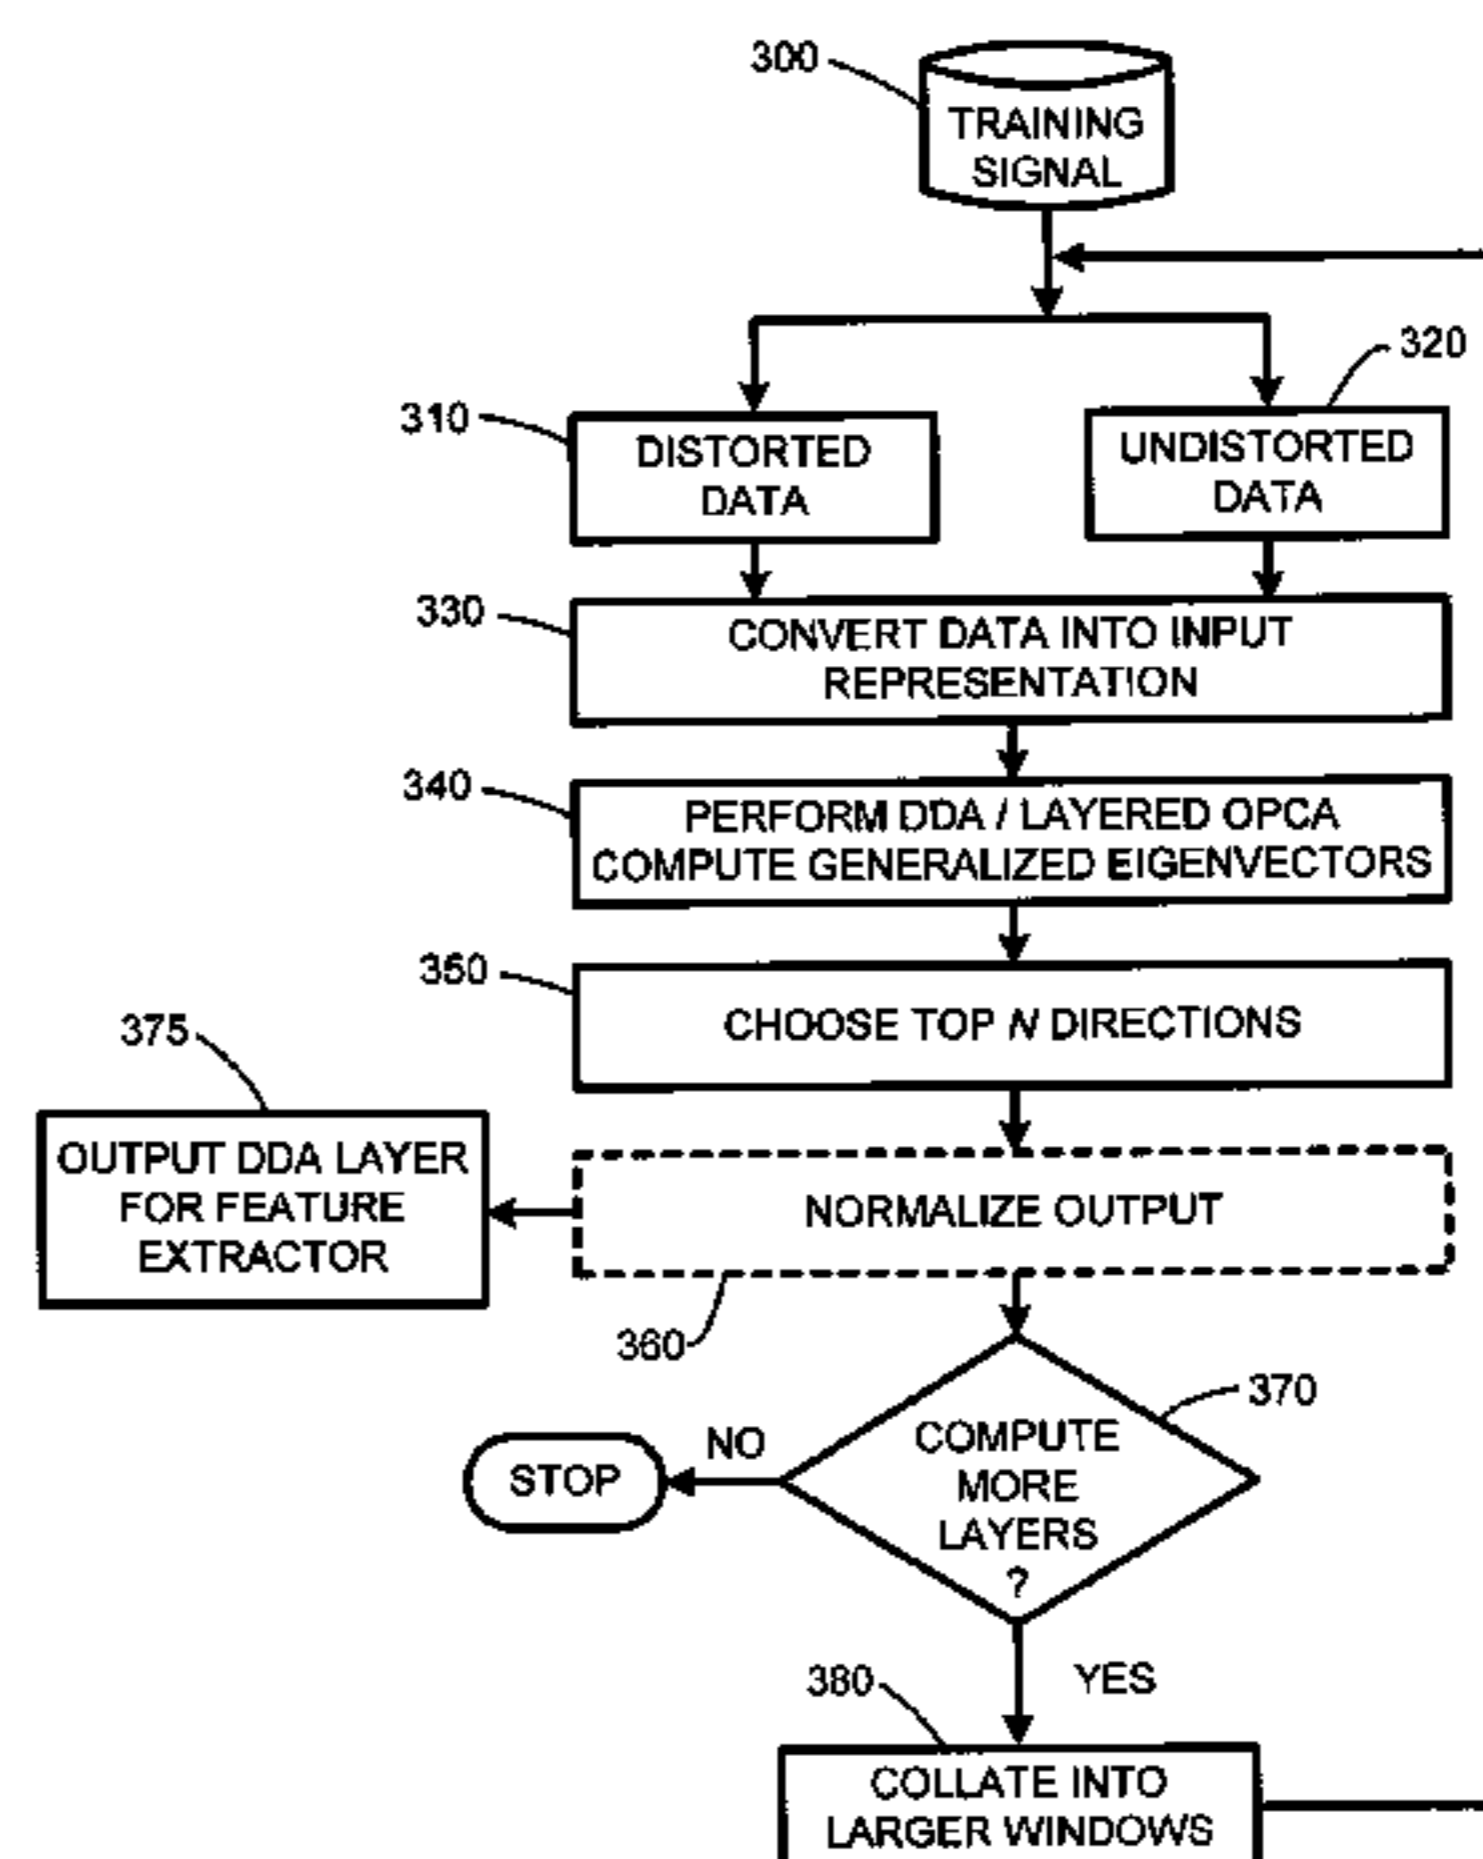 300
TRAINING
SIGNAL
320
310
DISTORTED
DATA
UNDISTORTED
DATA
330
CONVERT DATA INTO INPUT
REPRESENTATION
340
PERFORM DDA / LAYERED OPCA
COMPUTE GENERALIZED EIGENVECTORS
350
CHOOSE TOP N DIRECTIONS
375
OUTPUT DDA LAYER
FOR FEATURE
EXTRACTOR
NORMALIZE OUTPUT
360
370
COMPUTE
MORE
LAYERS
?
NO
STOP
YES
380
COLLATE INTO
LARGER WINDOWS